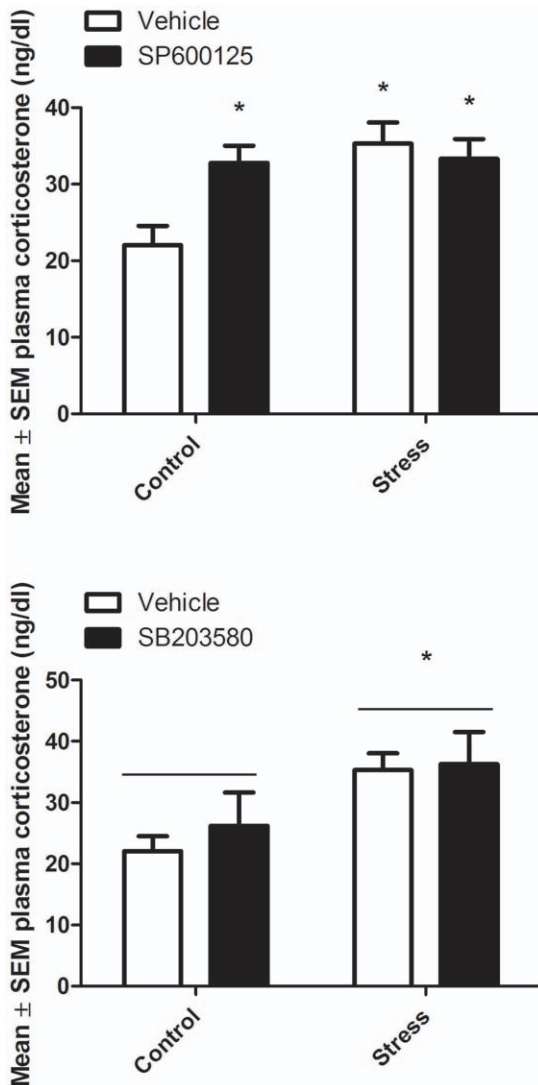 Vehicle
SP600125
Mean ± SEM plasma corticosterone (ng/dl)
* * *
40
30
20
10
0
Control Stress
Vehicle
SB203580
Mean ± SEM plasma corticosterone (ng/dl)
*
50
40
30
20
10
0
Control Stress